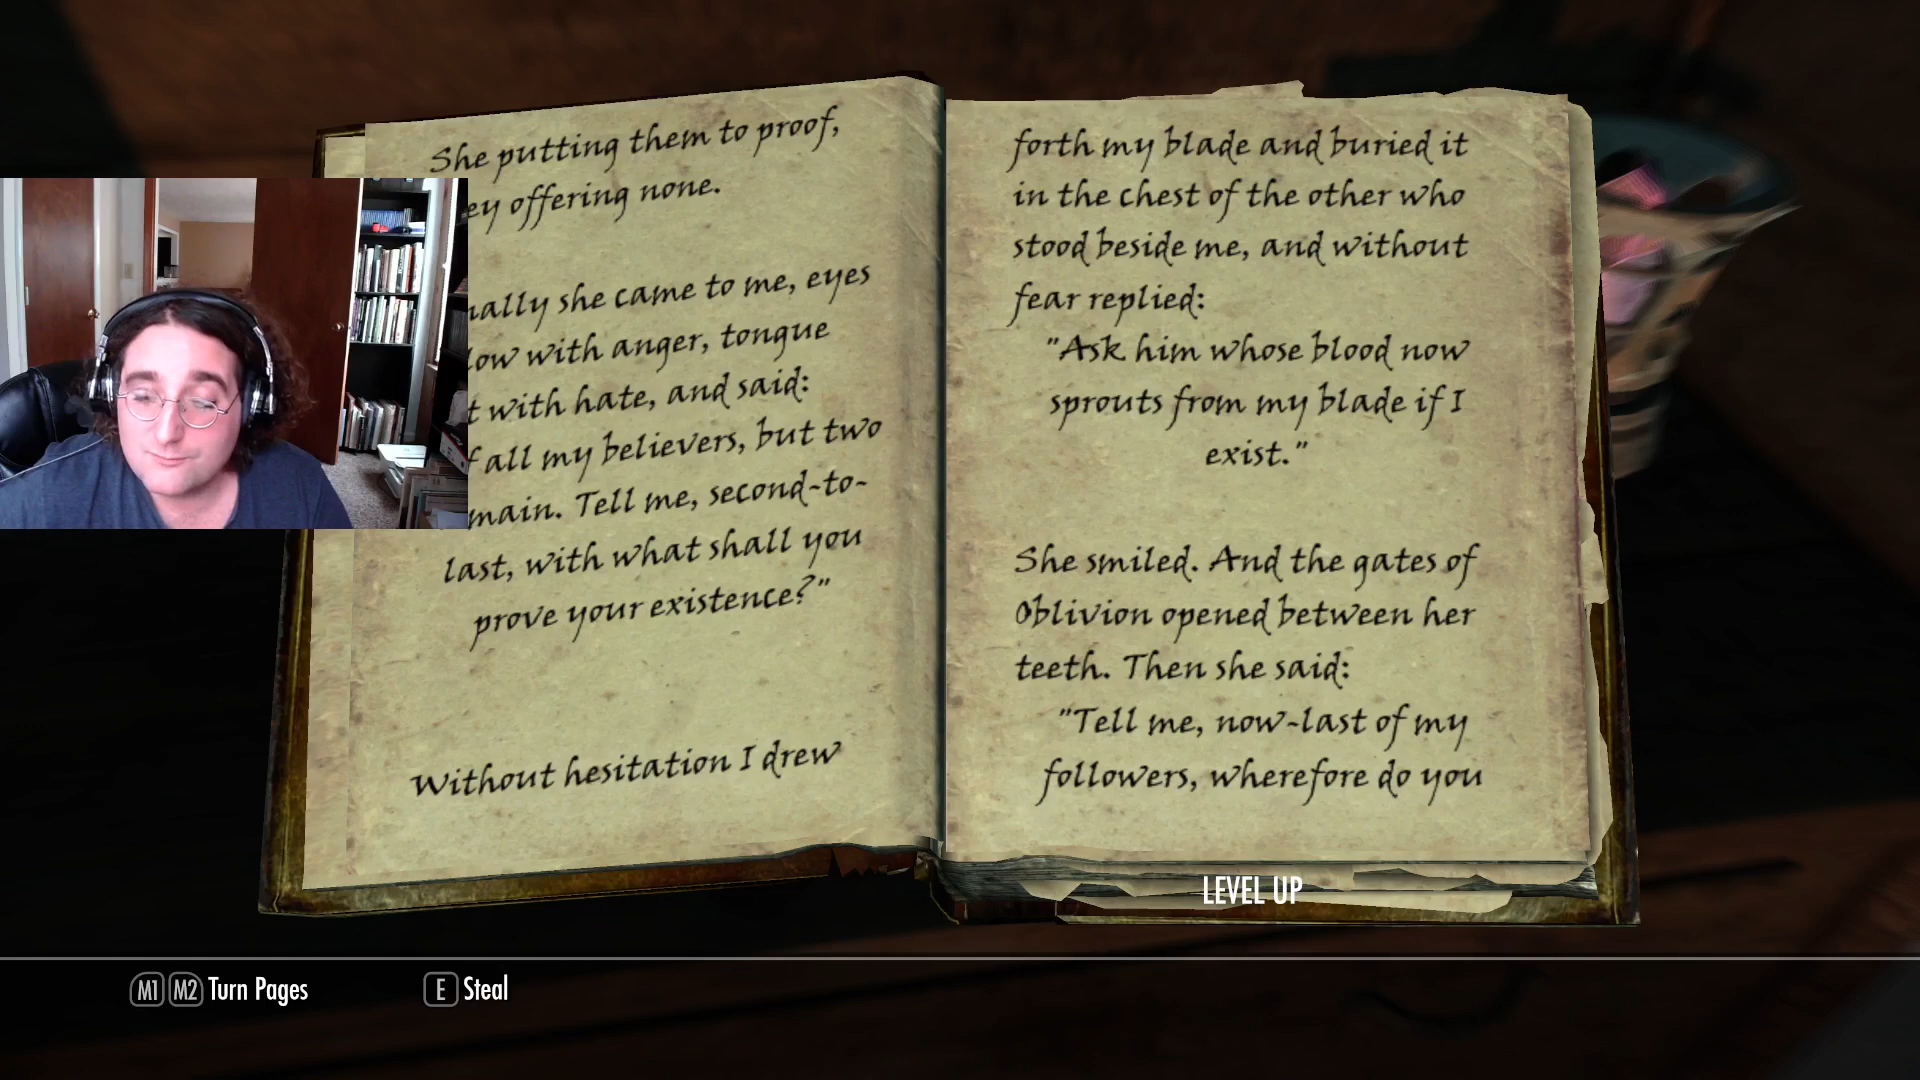 She putting them to proof,
offering none.
she came to me, eyes
with anger, tongue
with hate, and said:
all my believers, but two
Tell me, second-to-
last, with what shall you
prove your existence?"
Without hesitation I drew
forth my blade and buried it
in the chest of the other who
stood beside me, and without
fear replied:
"Ask him whose blood now
sprouts from my blade if I
exist."
She smiled. And the gates of
Oblivion opened between her
teeth. Then she said:
"Tell me, now-last of my
followers, wherefore do you
LEVEL UP
M1 M2 Turn Pages
E Steal